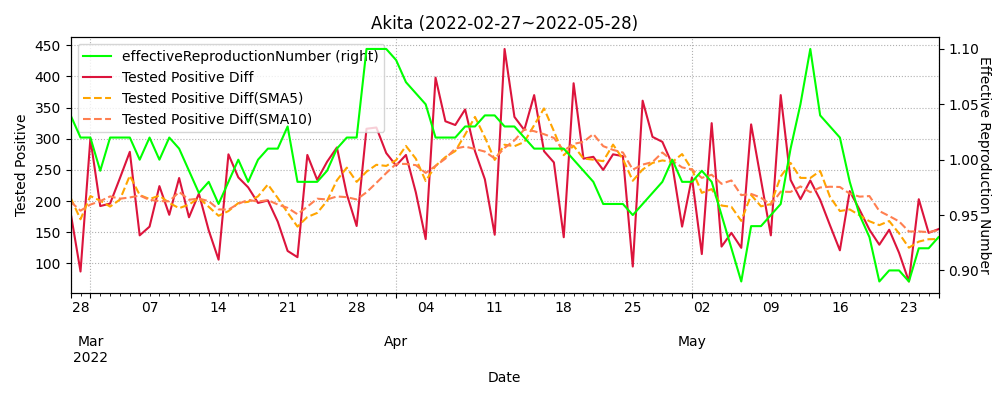 Akita (2022-02-27~2022-05-28)
effectiveReproductionNumber (right)
Tested Positive Diff
Tested Positive Diff(SMA5)
Tested Positive Diff(SMA10)
Tested Positive
450
400
350
300
250
200
150
100
1.10
1.05
1.00
0.95
0.90
Effective Reproduction Number
28 07 14 21 28 04 11 18 25 02 09 16 23
Mar Apr May
2022
Date